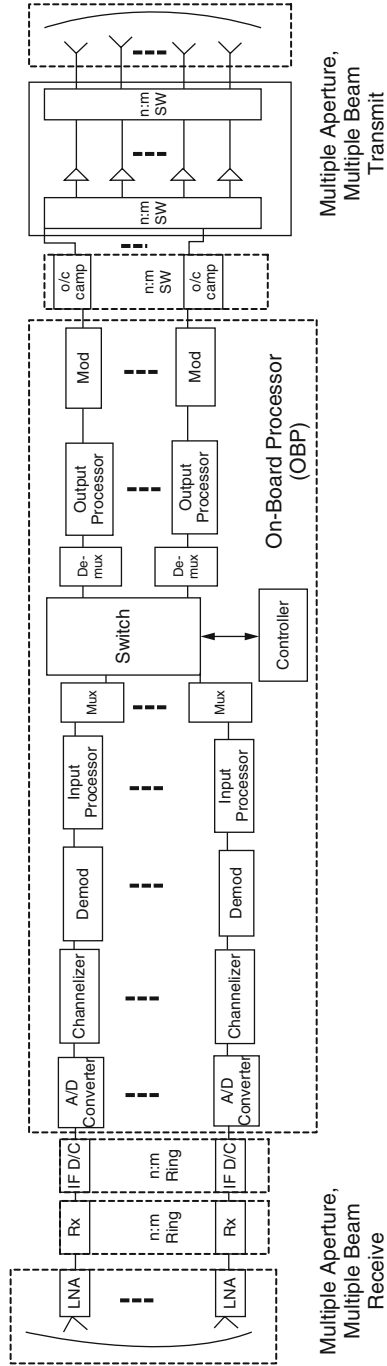 LNA
LNA
Multiple Aperture,
Multiple Beam
Receive
Rx
n:m
Ring
Rx
IF D/C
n:m
Ring
IF D/C
A/D
Converter
A/D
Converter
Channelizer
Channelizer
Demod
Demod
Input
Processor
Input
Processor
Mux
Mux
Switch
Controller
De-
mux
De-
mux
Output
Processor
Output
Processor
Mod
Mod
On-Board Processor
(OBP)
o/c
camp
n:m
SW
o/c
camp
n:m
SW
n:m
SW
Multiple Aperture,
Multiple Beam
Transmit